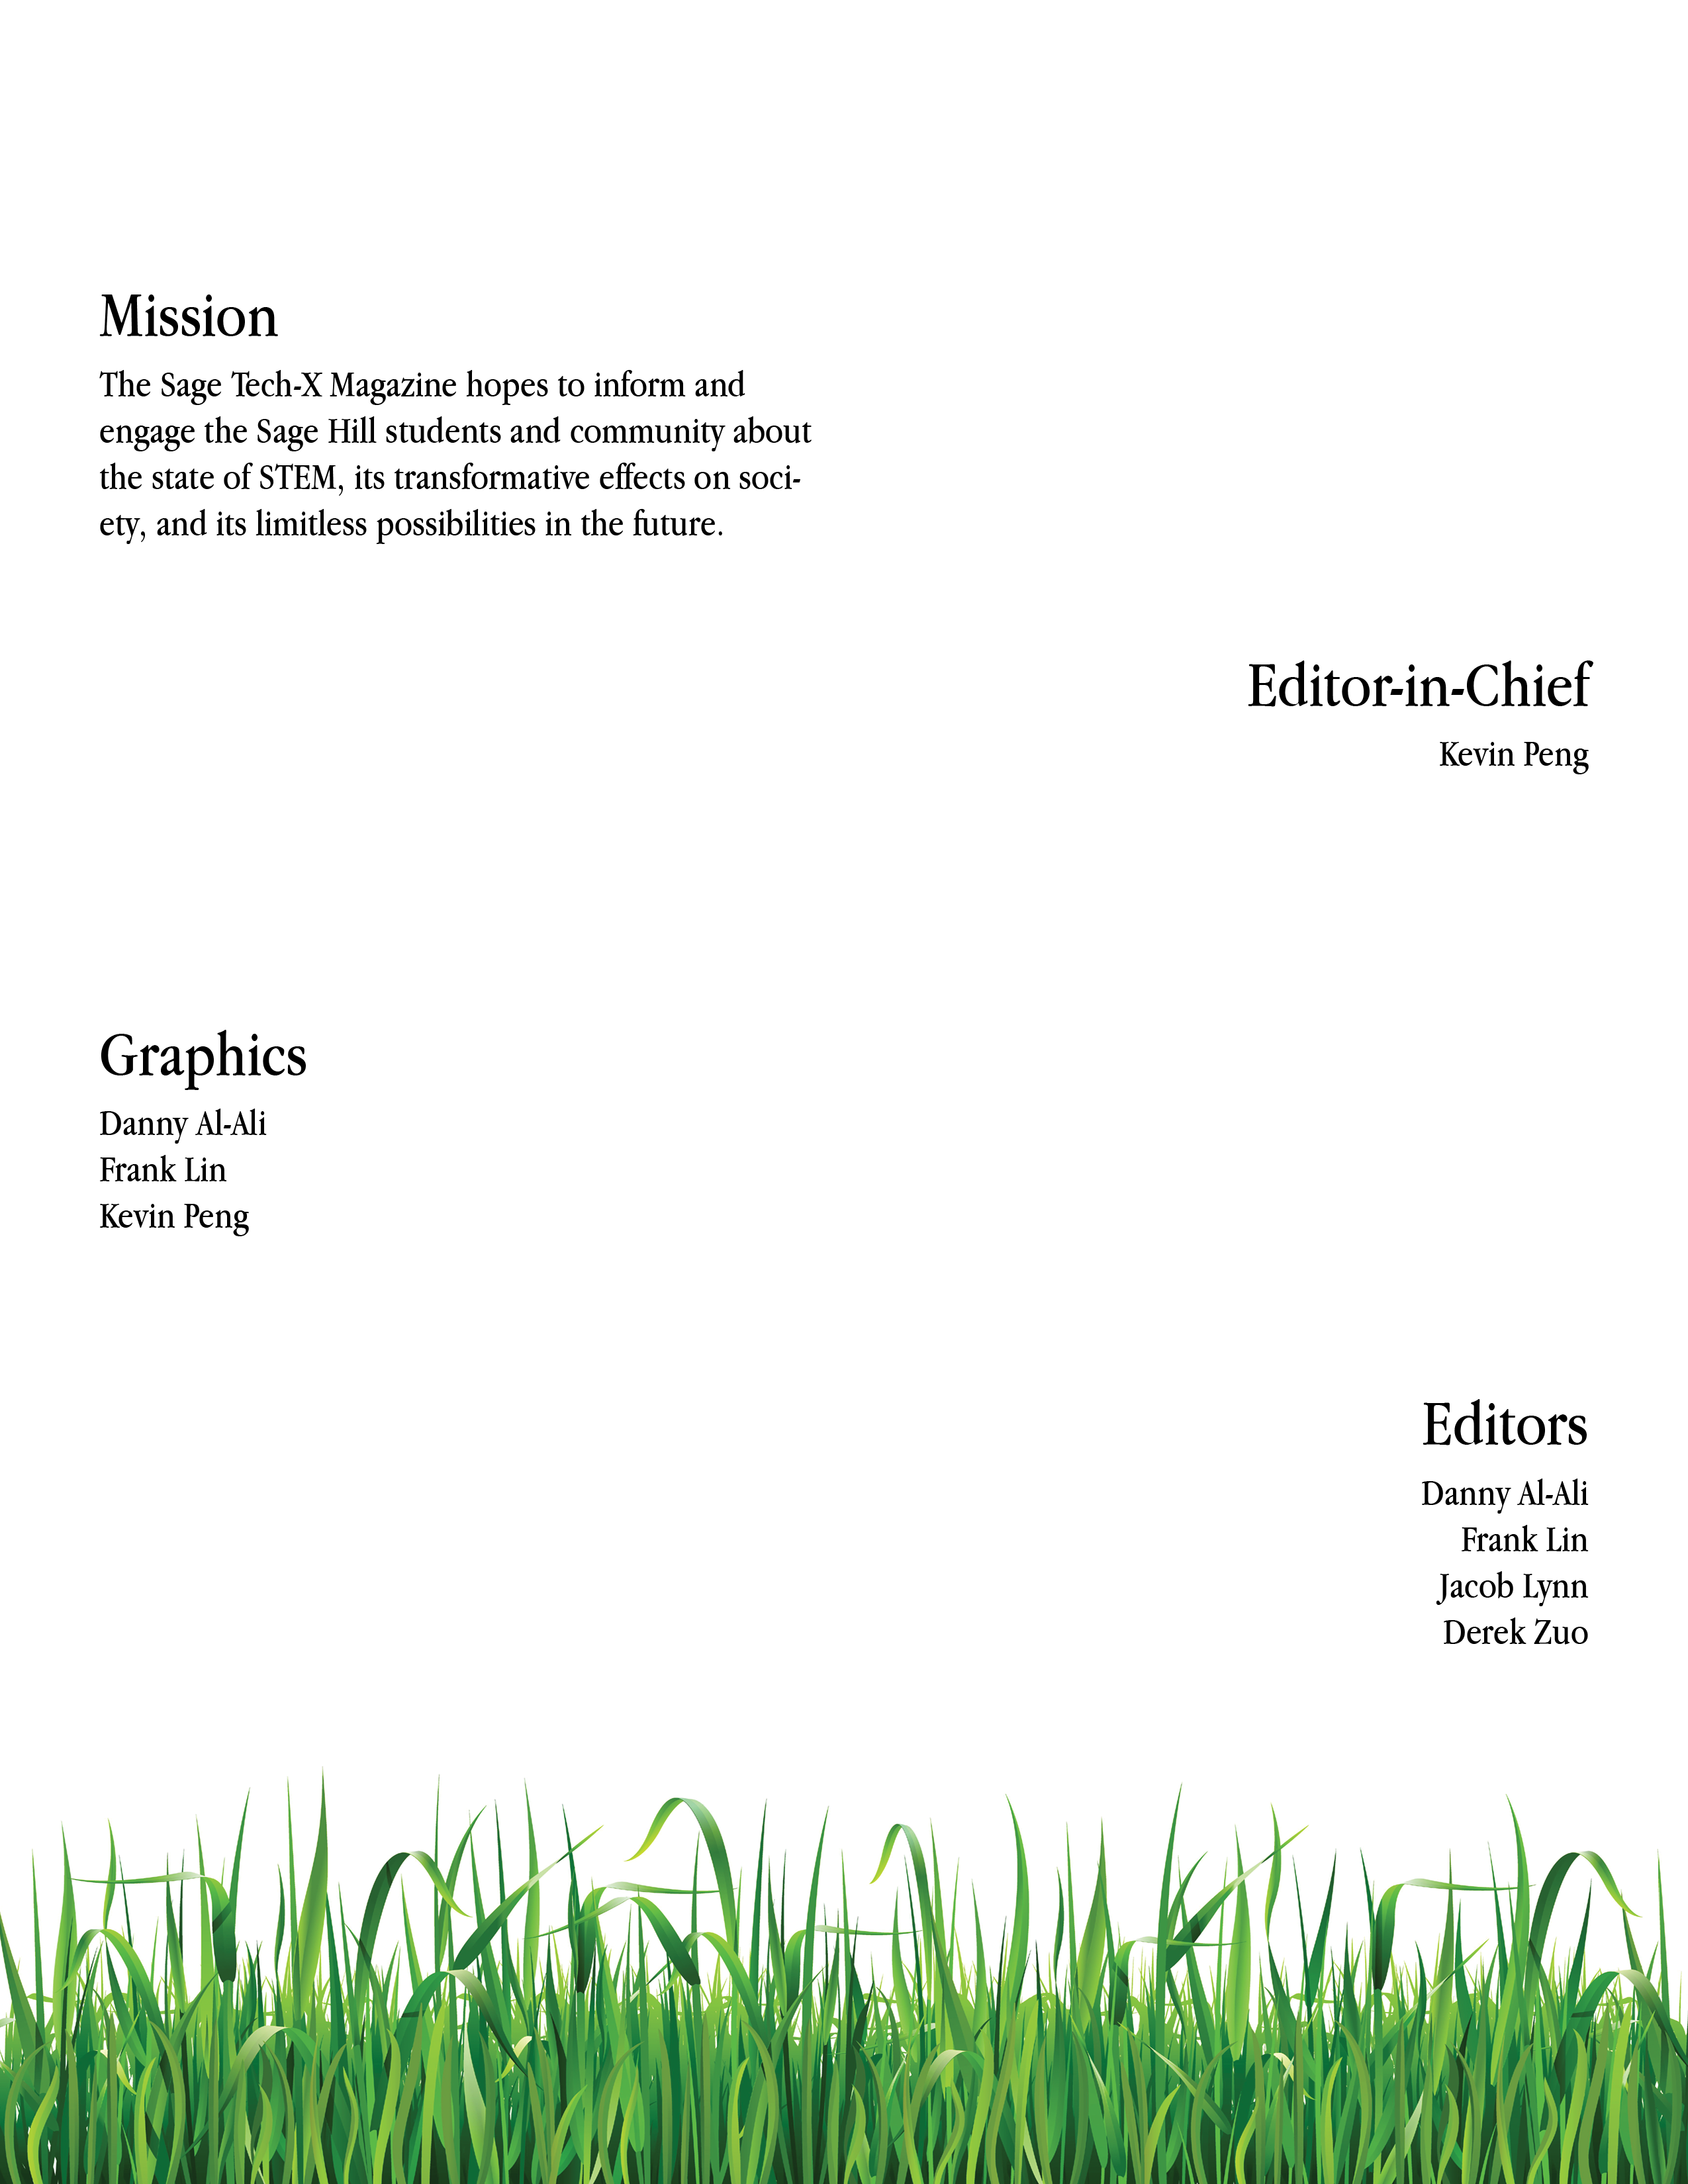 Mission
The Sage Tech-X Magazine hopes to inform and
engage the Sage Hill students and community about
the state of STEM, its transformative effects on soci-
ety, and its limitless possibilities in the future.
Editor-in-Chief
Kevin Peng
Graphics
Danny Al-Ali
Frank Lin
Kevin Peng
Editors
Danny Al-Ali
Frank Lin
Jacob Lynn
Derek Zuo